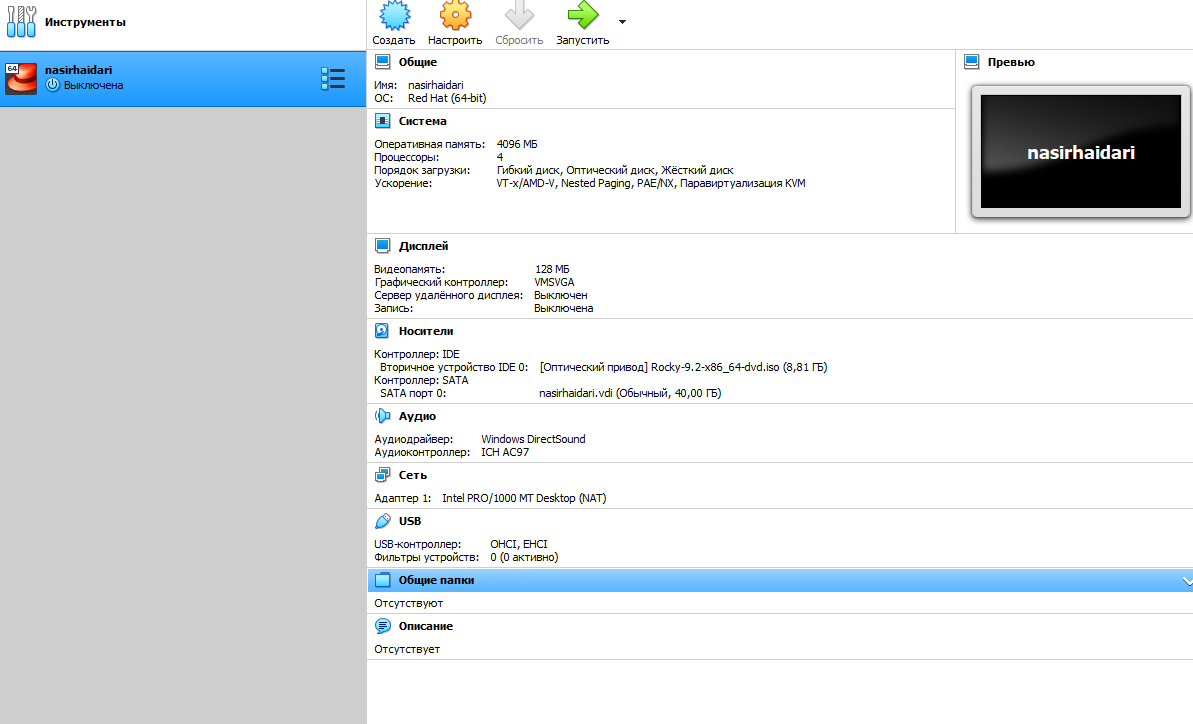 Инструменты
Создать Настроить Сбросить Запустить
64
nasirhaidari
Выключена
Общие
Имя: nasirhaidari
ОС: Red Hat (64-bit)
Превью
nasirhaidari
Система
Оперативная память: 4096 МБ
Процессоры: 4
Порядок загрузки: Гибкий диск, Оптический диск, Жёсткий диск
Ускорение: VT-x/AMD-V, Nested Paging, PAE/NX, Паравиртуализация KVM
Дисплей
Видеопамять: 128 МБ
Графический контроллер: VMSVGA
Сервер удалённого дисплея: Выключен
Запись: Выключена
Носители
Контроллер: IDE
Вторичное устройство IDE 0: [Оптический привод] Rocky-9.2-x86_64-dvd.iso (8,81 ГБ)
Контроллер: SATA
SATA порт 0: nasirhaidari.vdi (Обычный, 40,00 ГБ)
Аудио
Аудиодрайвер: Windows DirectSound
Аудиоконтроллер: ICH AC97
Сеть
Адаптер 1: Intel PRO/1000 MT Desktop (NAT)
USB
USB-контроллер: OHCI, EHCI
Фильтры устройств: 0 (0 активно)
Общие папки
Отсутствуют
Описание
Отсутствует